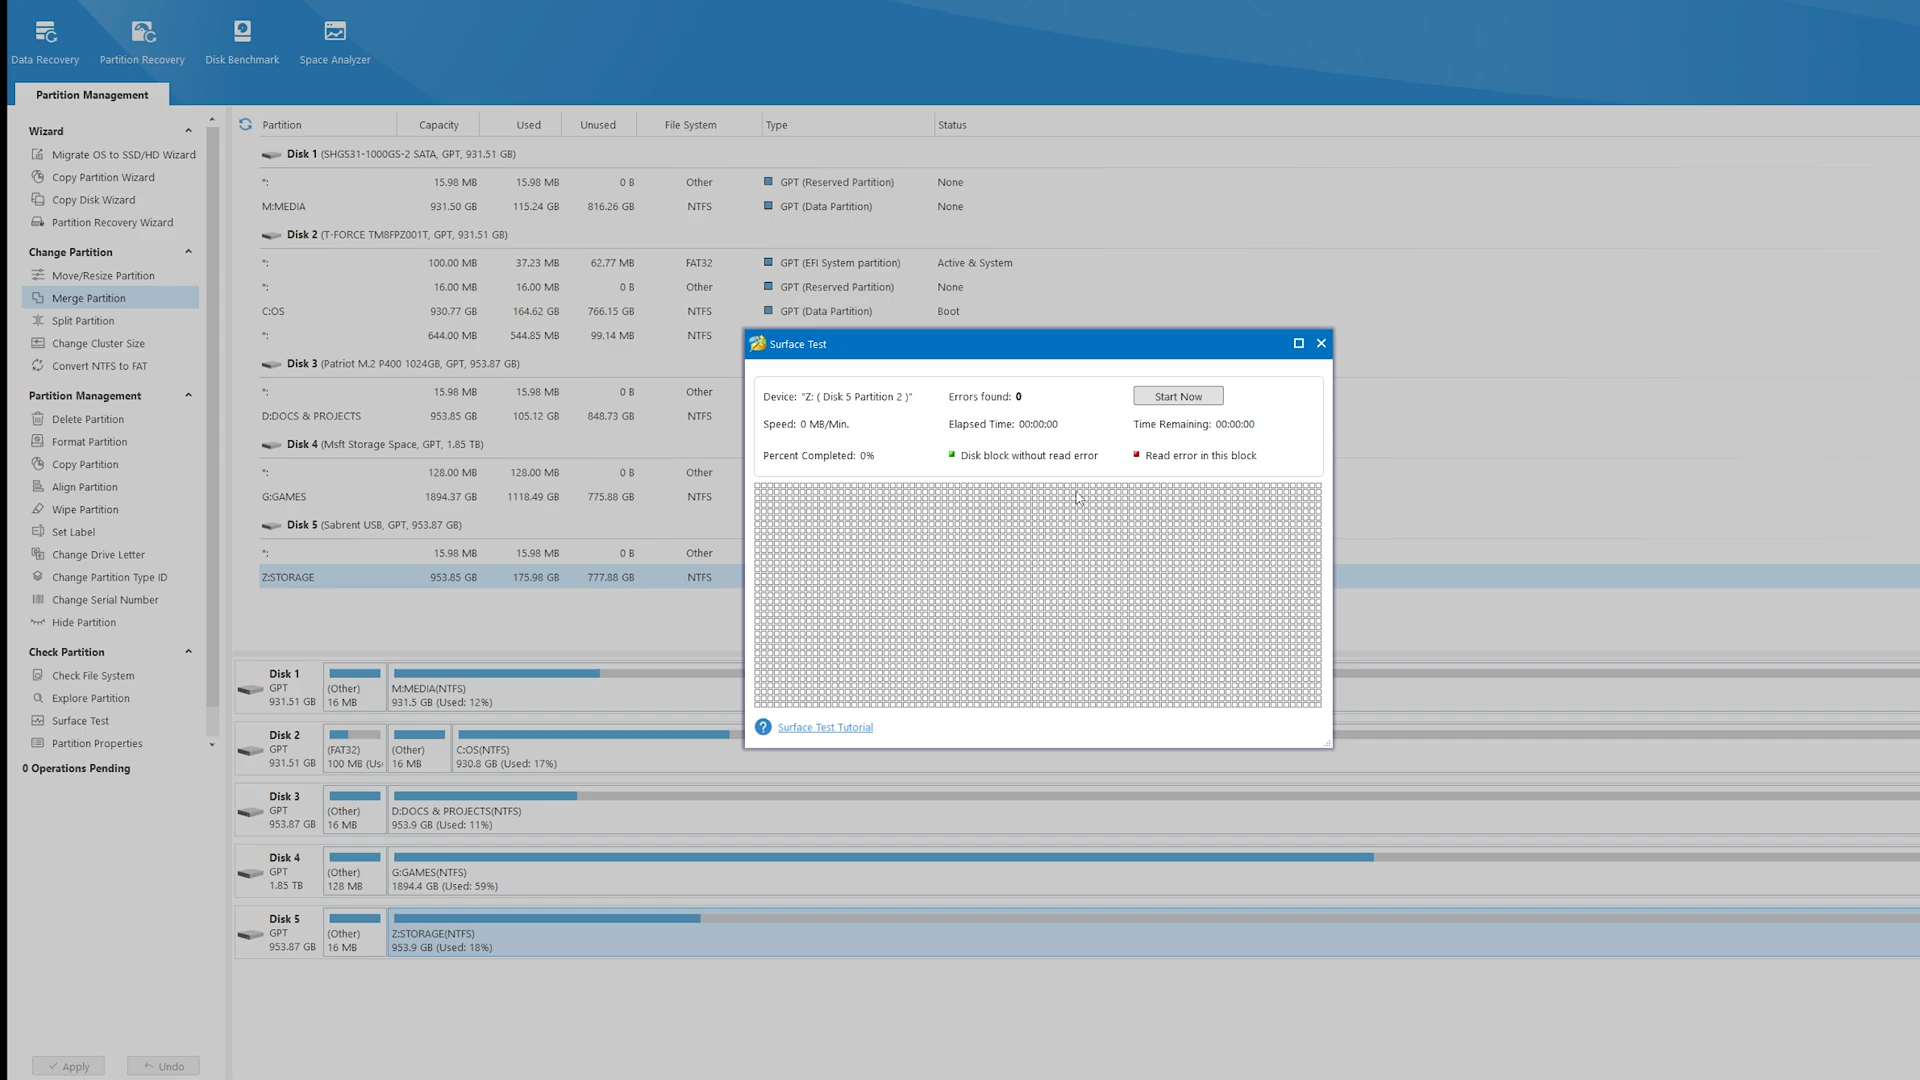 Data Recovery
Partition Recovery
Disk Benchmark
Space Analyzer
Partition Management
Wizard
Migrate OS to SSD/HD Wizard
Copy Partition Wizard
Copy Disk Wizard
Partition Recovery Wizard
Change Partition
Move/Resize Partition
Merge Partition
Split Partition
Change Cluster Size
Convert NTFS to FAT
Partition Management
Delete Partition
Format Partition
Copy Partition
Align Partition
Wipe Partition
Set Label
Change Drive Letter
Change Partition Type ID
Change Serial Number
Hide Partition
Check Partition
Check File System
Explore Partition
Surface Test
Partition Properties
0 Operations Pending
Apply
Undo
Partition Capacity Used Unused File System Type Status
Disk 1 (SHGS31-1000GS-2 SATA, GPT, 931.51 GB)
*: 15.98 MB 15.98 MB 0 B Other GPT (Reserved Partition) None
M:MEDIA 931.50 GB 115.24 GB 816.26 GB NTFS GPT (Data Partition) None
Disk 2 (T-FORCE TM8FPZ001T, GPT, 931.51 GB)
*: 100.00 MB 37.23 MB 62.77 MB FAT32 GPT (EFI System partition) Active & System
*: 16.00 MB 16.00 MB 0 B Other GPT (Reserved Partition) None
C:OS 930.77 GB 164.62 GB 766.15 GB NTFS GPT (Data Partition) Boot
*: 644.00 MB 544.85 MB 99.14 MB NTFS
Disk 3 (Patriot M.2 P400 1024GB, GPT, 953.87 GB)
*: 15.98 MB 15.98 MB 0 B Other
D:DOCS & PROJECTS 953.85 GB 105.12 GB 848.73 GB NTFS
Disk 4 (Msft Storage Space, GPT, 1.85 TB)
*: 128.00 MB 128.00 MB 0 B Other
G:GAMES 1894.37 GB 1118.49 GB 775.88 GB NTFS
Disk 5 (Sabrent USB, GPT, 953.87 GB)
*: 15.98 MB 15.98 MB 0 B Other
Z:STORAGE 953.85 GB 175.98 GB 777.88 GB NTFS
Surface Test
Device: "Z: ( Disk 5 Partition 2 )" Errors found: 0 Start Now
Speed: 0 MB/Min. Elapsed Time: 00:00:00 Time Remaining: 00:00:00
Percent Completed: 0% Disk block without read error Read error in this block
? Surface Test Tutorial
Disk 1
GPT
931.51 GB
(Other)
16 MB
M:MEDIA(NTFS)
931.5 GB (Used: 12%)
Disk 2
GPT
931.51 GB
(FAT32)
100 MB (Us
(Other)
16 MB
C:OS(NTFS)
930.8 GB (Used: 17%)
Disk 3
GPT
953.87 GB
(Other)
16 MB
D:DOCS & PROJECTS(NTFS)
953.9 GB (Used: 11%)
Disk 4
GPT
1.85 TB
(Other)
128 MB
G:GAMES(NTFS)
1894.4 GB (Used: 59%)
Disk 5
GPT
953.87 GB
(Other)
16 MB
Z:STORAGE(NTFS)
953.9 GB (Used: 18%)